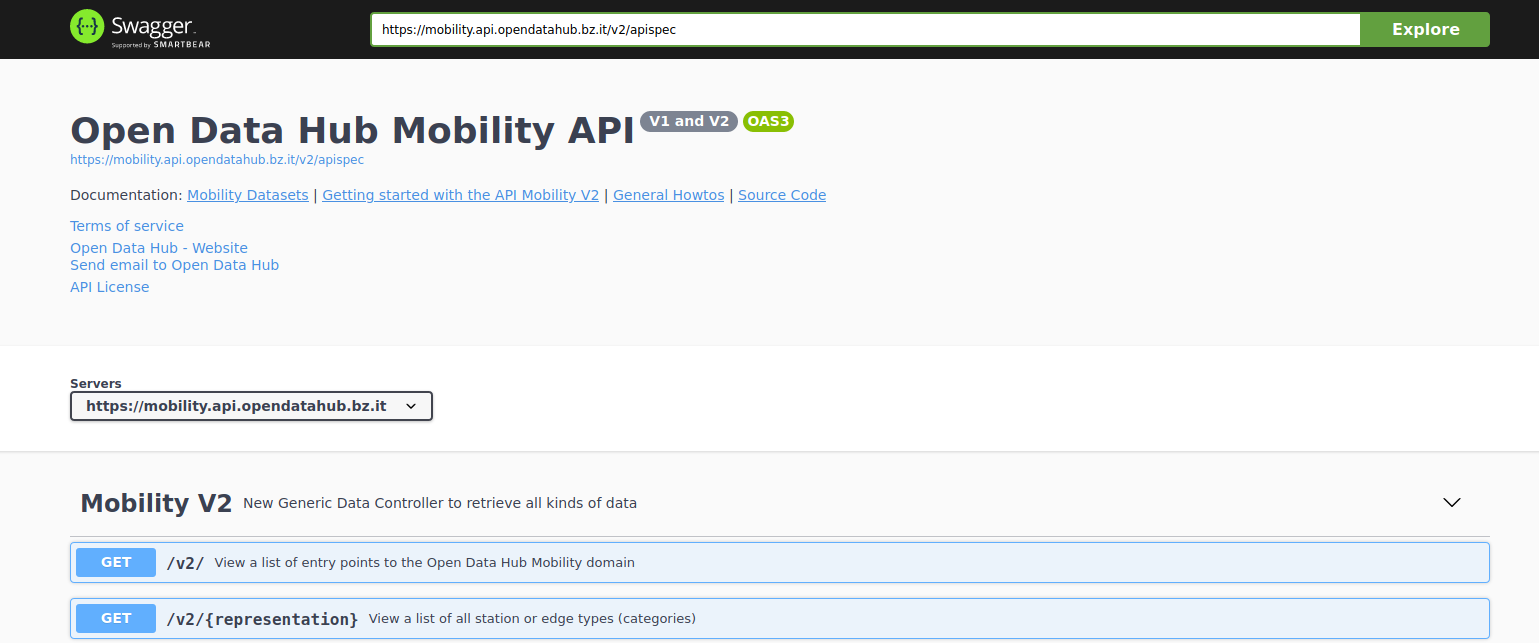 Swagger
Supported by SMARTBEAR
https://mobility.api.opendatahub.bz.it/v2/apispec
Explore
Open Data Hub Mobility API V1 and V2 OAS3
https://mobility.api.opendatahub.bz.it/v2/apispec
Documentation: Mobility Datasets | Getting started with the API Mobility V2 | General Howtos | Source Code
Terms of service
Open Data Hub - Website
Send email to Open Data Hub
API License
Servers
https://mobility.api.opendatahub.bz.it
Mobility V2 New Generic Data Controller to retrieve all kinds of data
GET /v2/ View a list of entry points to the Open Data Hub Mobility domain
GET /v2/{representation} View a list of all station or edge types (categories)